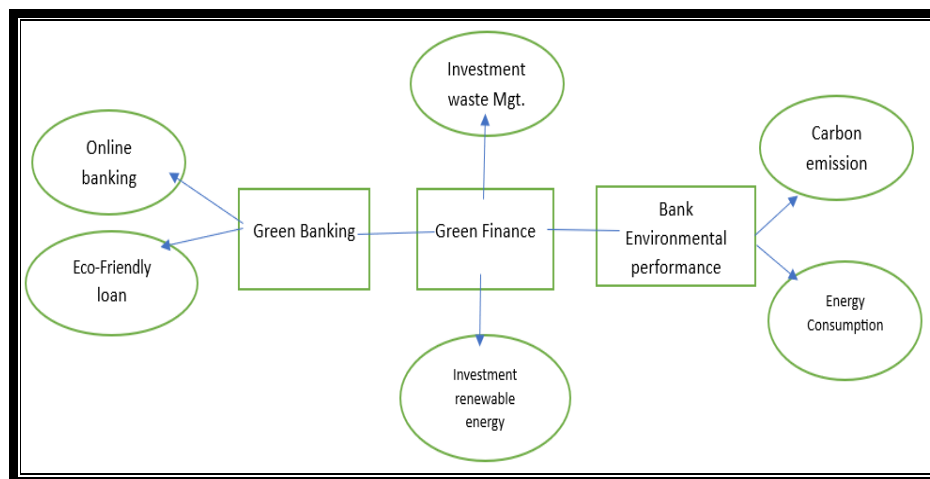 Investment
waste Mgt.
Online
banking
Carbon
emission
Green Banking
Green Finance
Bank
Environmental
performance
Eco-Friendly
loan
Energy
Consumption
Investment
renewable
energy